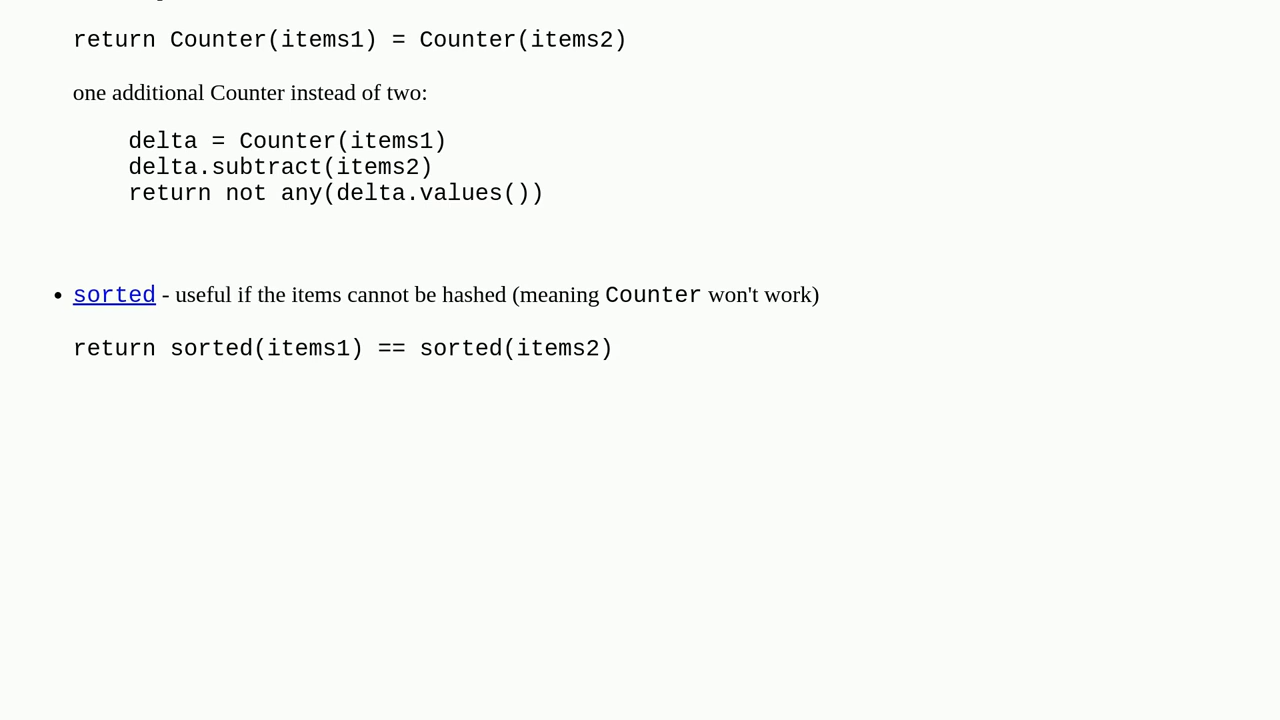 return Counter(items1) = Counter(items2)
one additional Counter instead of two:
delta = Counter(items1)
delta.subtract(items2)
return not any(delta.values())
• sorted - useful if the items cannot be hashed (meaning Counter won't work)
return sorted(items1) == sorted(items2)